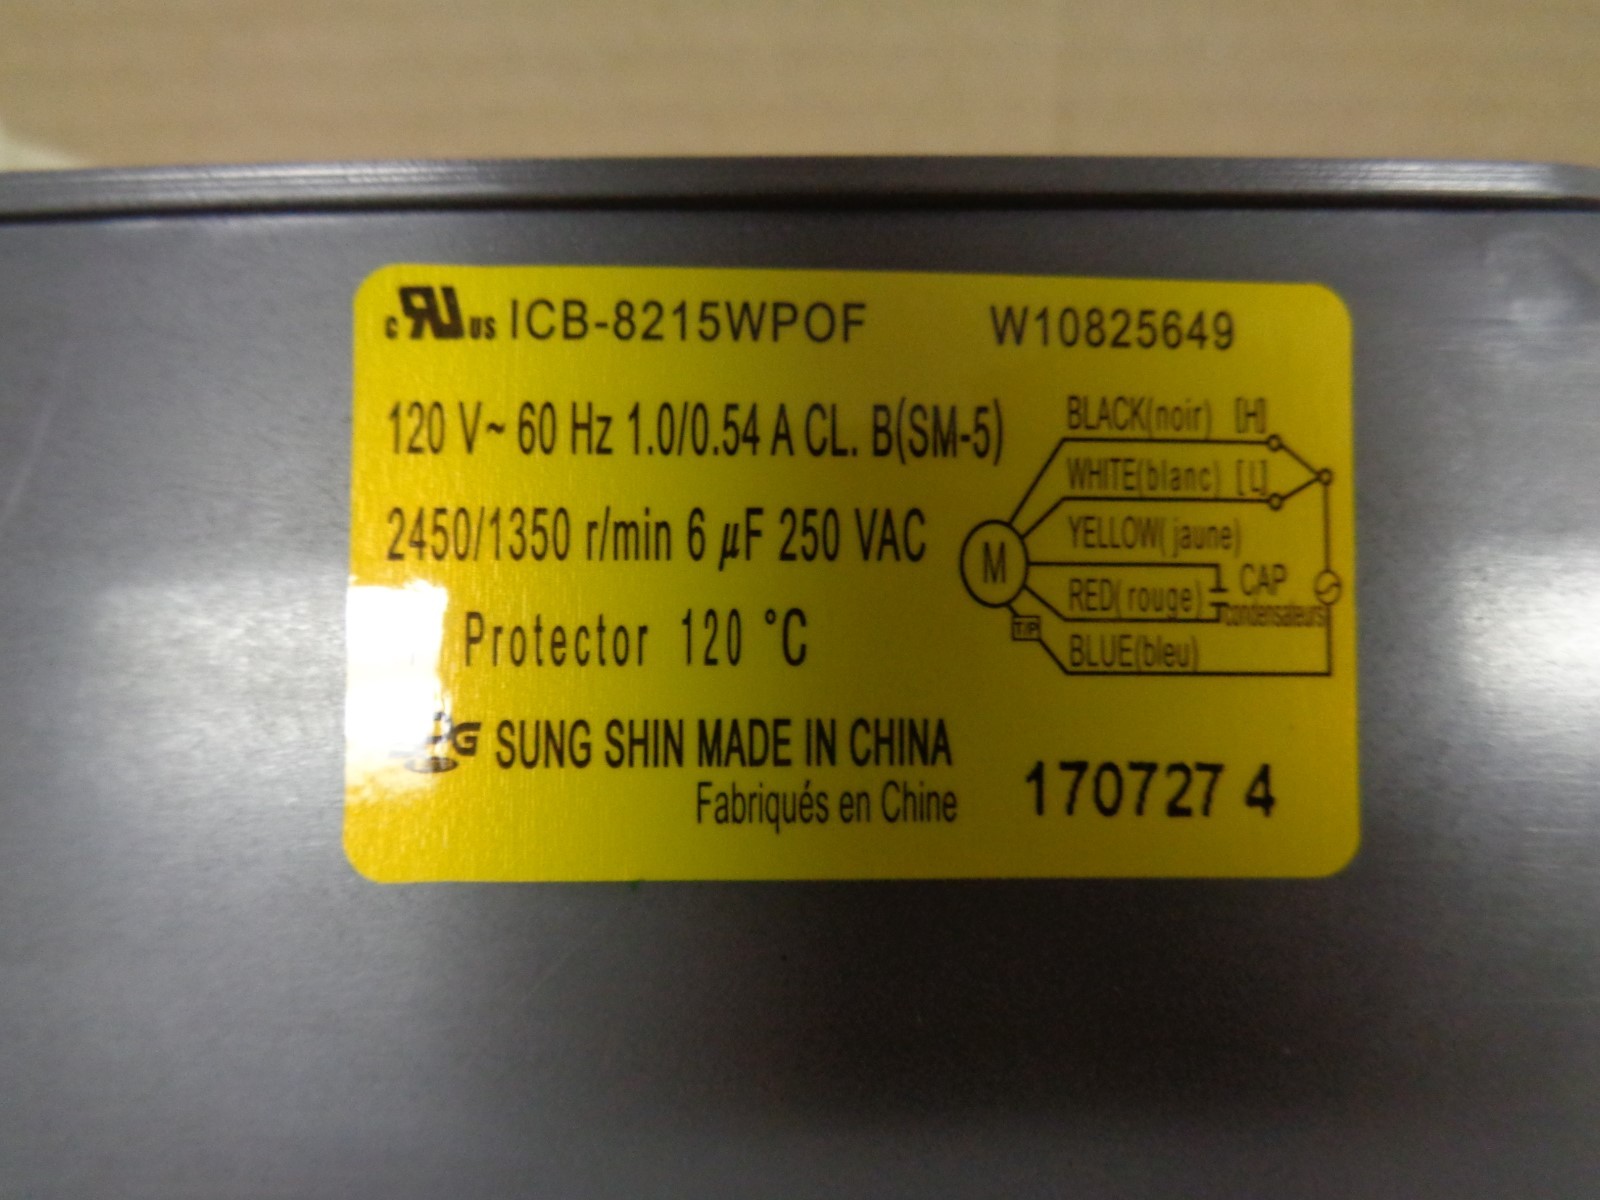 c RU us ICB-8215WPOF W10825649
120 V~ 60 Hz 1.0/0.54 A CL. B(SM-5)
2450/1350 r/min 6 µF 250 VAC
Protector 120 °C
SUNG SHIN MADE IN CHINA
Fabriqués en Chine
170727 4
BLACK(noir) [H]
WHITE(blanc) [L]
YELLOW(jaune)
M
CAP
RED(rouge)
condensateurs
T/P
BLUE(bleu)